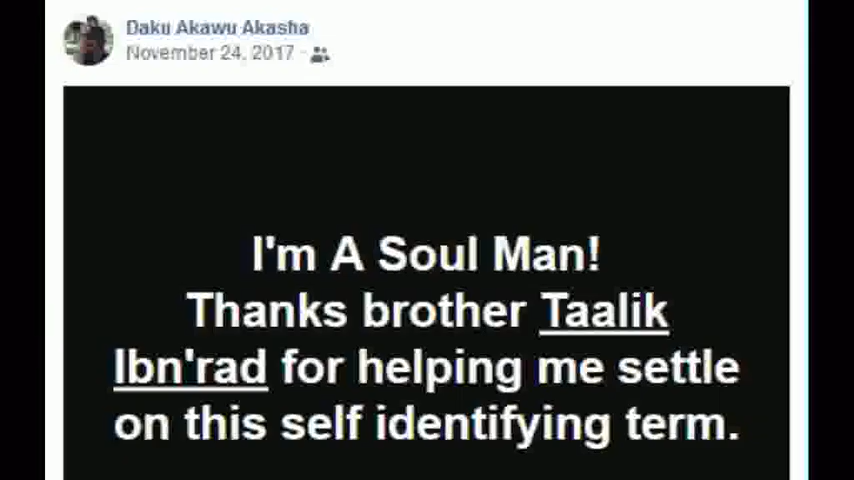 Daku Akawu Akasha
November 24, 2017 ·
I'm A Soul Man!
Thanks brother Taalik
Ibn'rad for helping me settle
on this self identifying term.